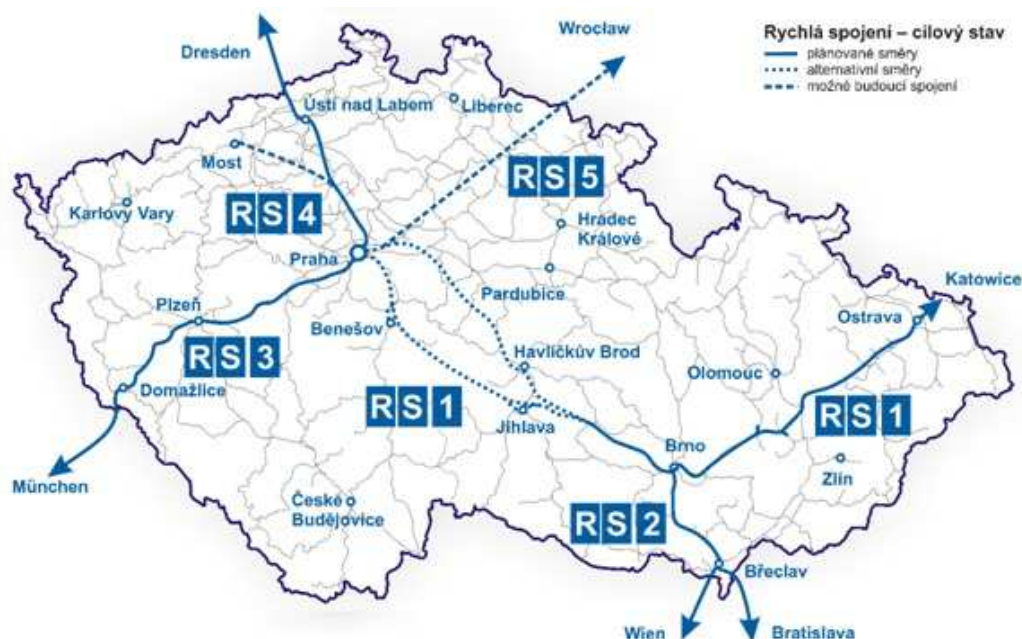 Rychlá spojení – cílový stav
plánované směry
alternativní směry
možné budoucí spojení
Wrocław
Dresden
Ústí nad Labem
Liberec
Most
RS 5
Karlovy Vary
RS 4
Hradec
Králové
Praha
Pardubice
Katowice
Plzeň
Ostrava
Benešov
RS 3
Havlíčkův Brod
Olomouc
Domažlice
RS 1
RS 1
Jihlava
Brno
Zlín
München
České
Budějovice
RS 2
Břeclav
Wien
Bratislava